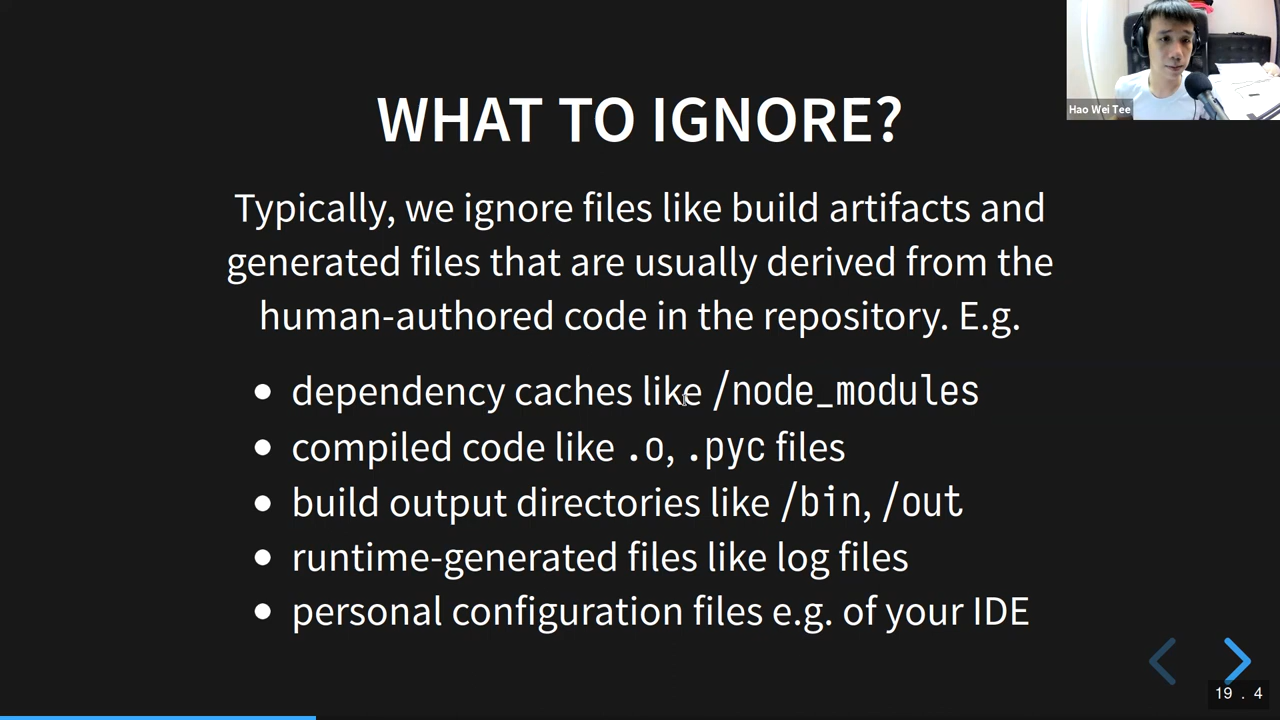 Hao Wei Tee
WHAT TO IGNORE?
Typically, we ignore files like build artifacts and
generated files that are usually derived from the
human-authored code in the repository. E.g.
dependency caches like /node_modules
compiled code like .o, .pyc files
build output directories like /bin, /out
runtime-generated files like log files
personal configuration files e.g. of your IDE
19 . 4